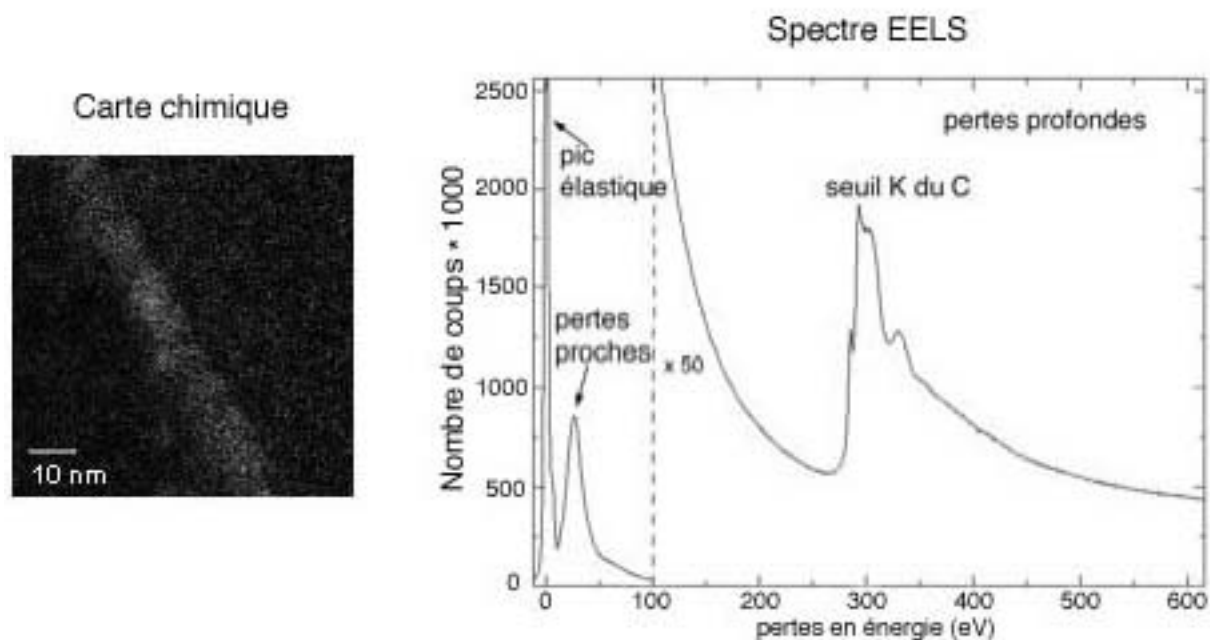 Carte chimique
10 nm
Spectre EELS
Nombre de coups * 1000
2500
2000
1500
1000
500
0
pic
élastique
pertes
proches
x 50
pertes profondes
seuil K du C
0 100 200 300 400 500 600
pertes en énergie (eV)